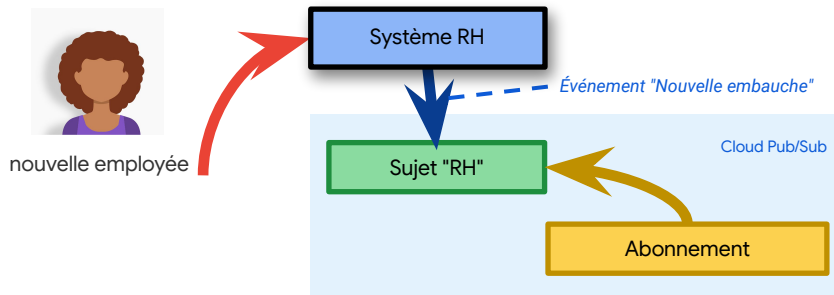 Système RH
Événement "Nouvelle embauche"
Cloud Pub/Sub
nouvelle employée
Sujet "RH"
Abonnement